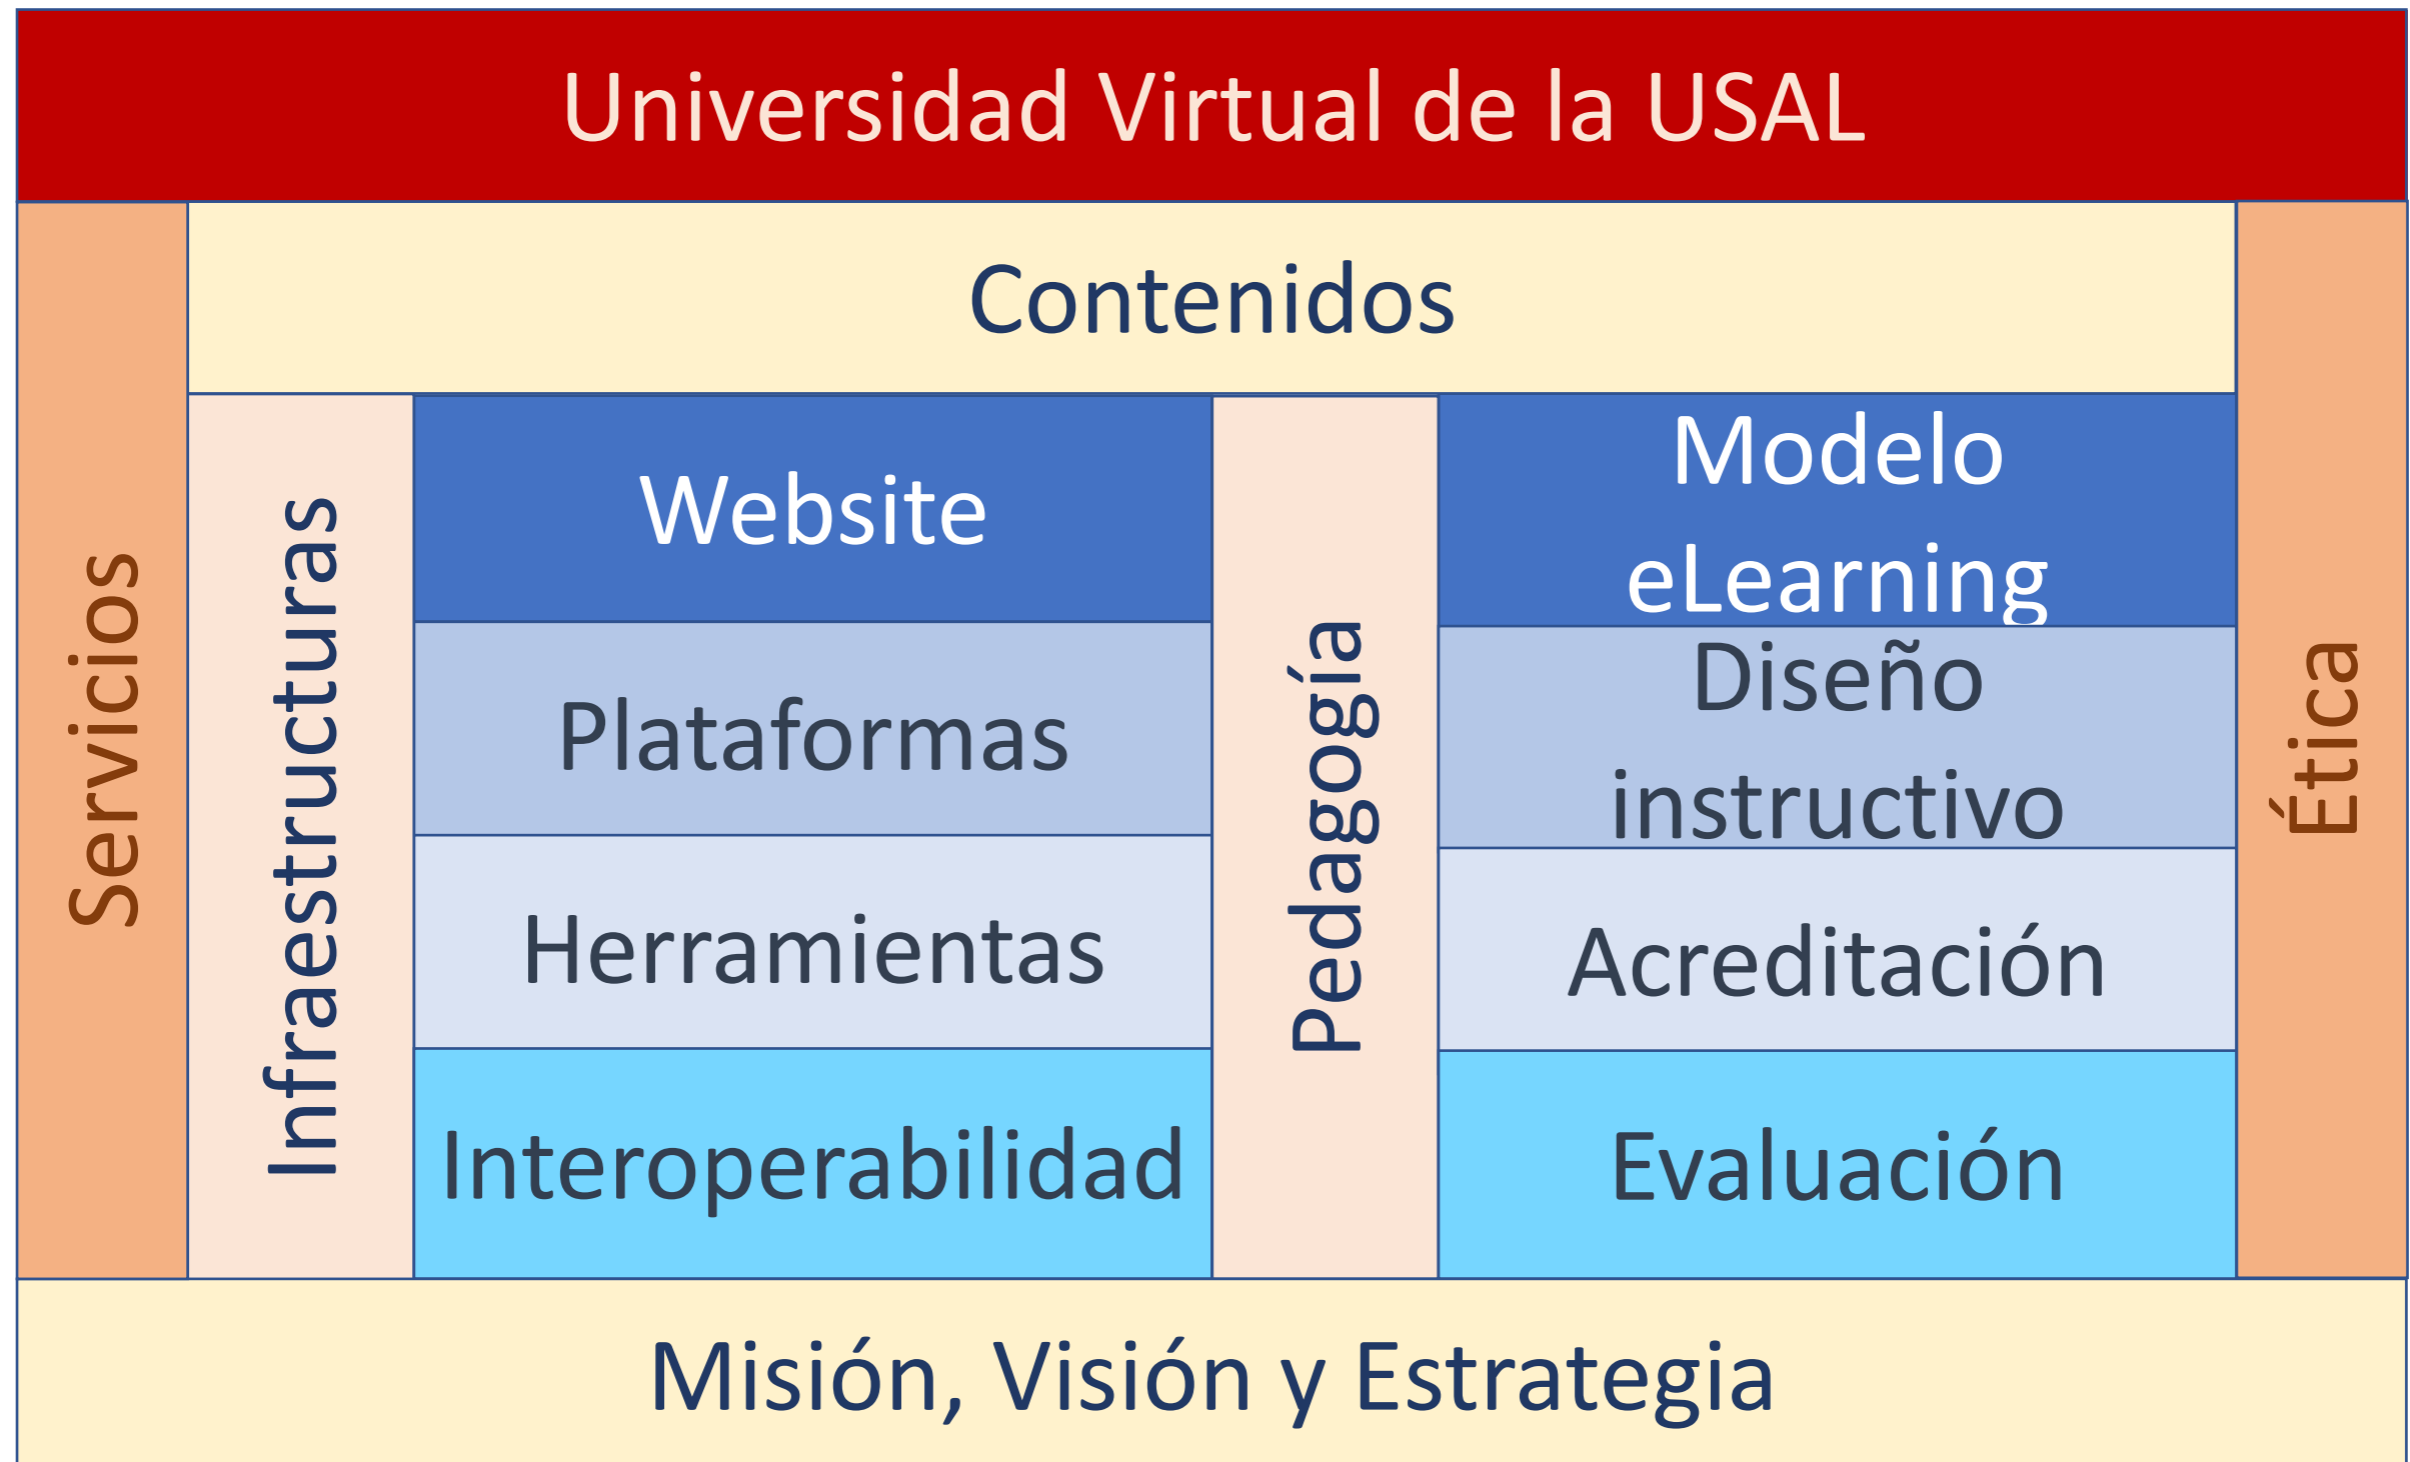 Universidad Virtual de la USAL
Contenidos
Servicios
Infraestructuras
Website
Plataformas
Herramientas
Interoperabilidad
Pedagogía
Modelo
eLearning
Diseño
instructivo
Acreditación
Evaluación
Ética
Misión, Visión y Estrategia